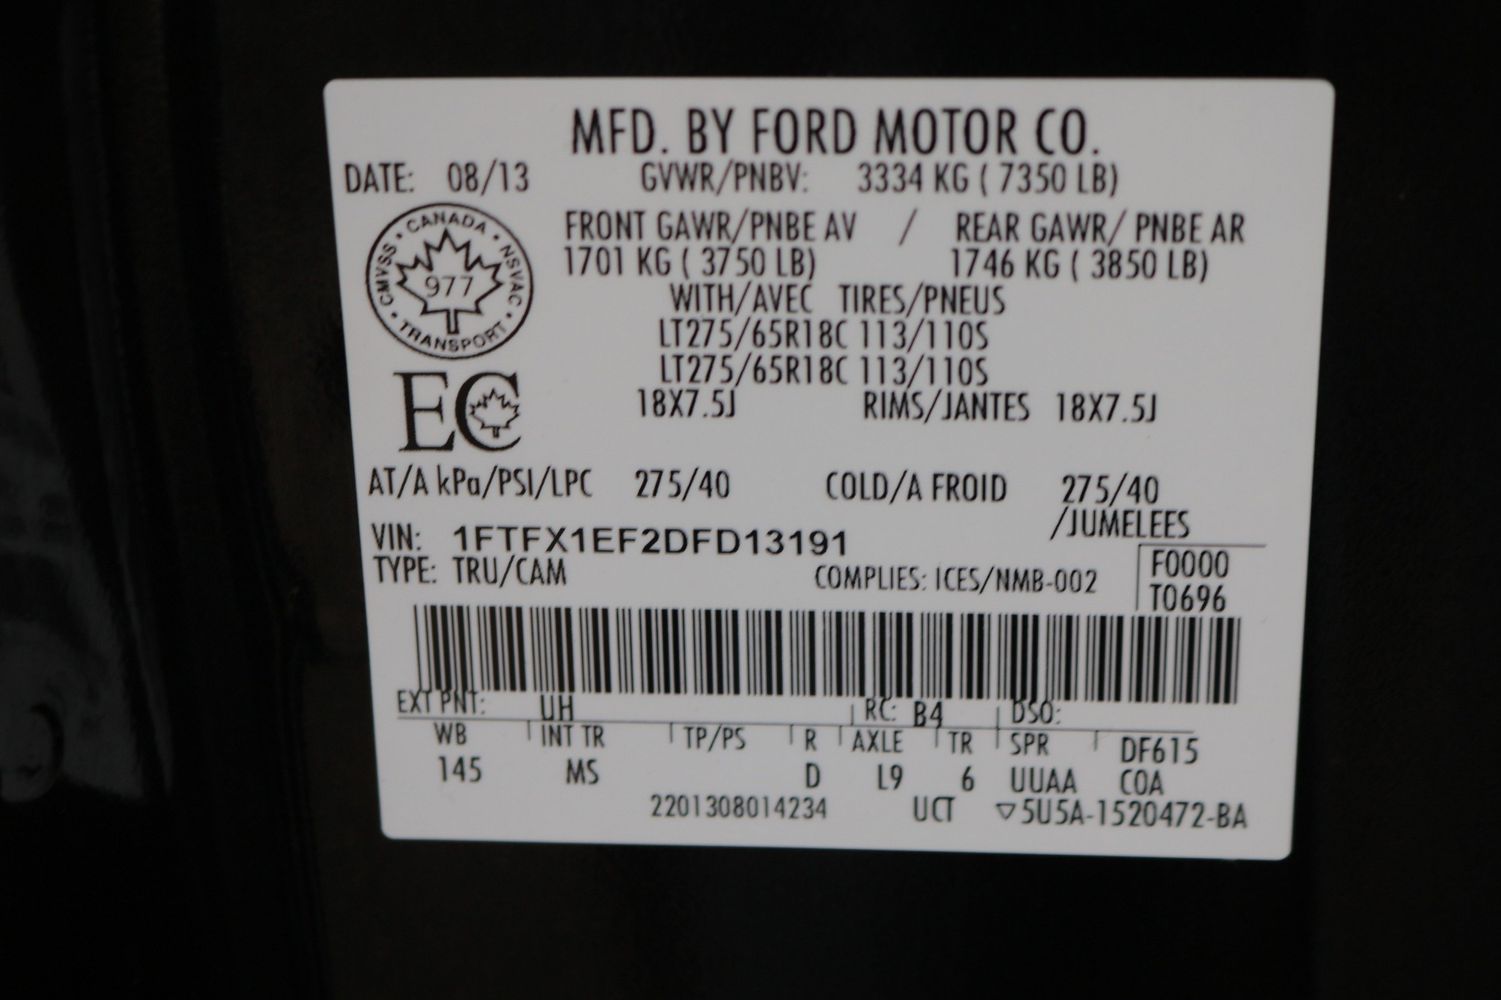 MFD. BY FORD MOTOR CO.
DATE: 08/13 GVWR/PNBV: 3334 KG ( 7350 LB)
FRONT GAWR/PNBE AV / REAR GAWR/ PNBE AR
1701 KG ( 3750 LB) 1746 KG ( 3850 LB)
WITH/AVEC TIRES/PNEUS
LT275/65R18C 113/110S
LT275/65R18C 113/110S
18X7.5J RIMS/JANTES 18X7.5J
CANADA
CMVSS NSVAC
977
TRANSPORT
EC
AT/A kPa/PSI/LPC 275/40 COLD/A FROID 275/40
/JUMELEES
VIN: 1FTFX1EF2DFD13191
TYPE: TRU/CAM COMPLIES: ICES/NMB-002
F0000
T0696
EXT PNT: UH RC: B4 DSO:
WB INT TR TP/PS R AXLE TR SPR DF615
145 MS D L9 6 UUAA COA
2201308014234 UCT ▽5U5A-1520472-BA